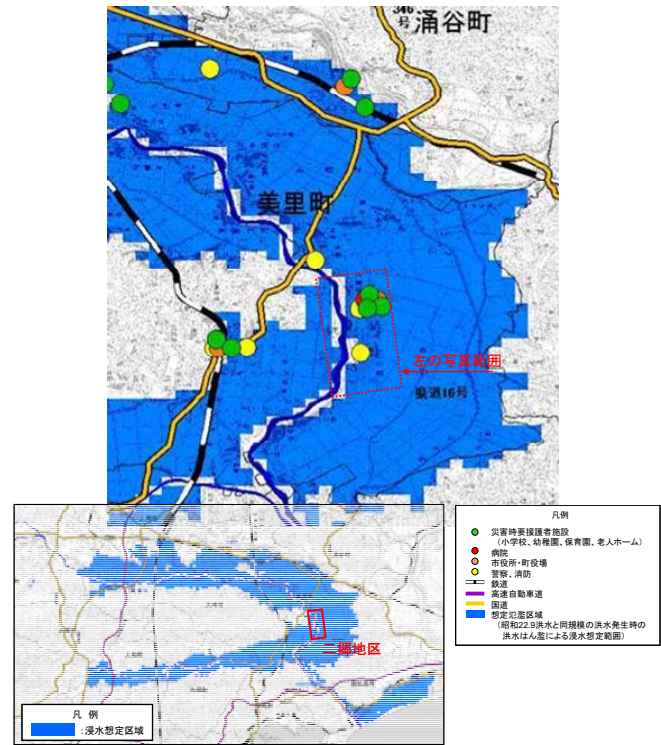 346
号
涌谷町
美里町
左の写真範囲
県道16号
二郷地区
凡 例
:浸水想定区域
凡例
災害時要援護者施設
(小学校、幼稚園、保育園、老人ホーム)
病院
市役所・町役場
警察、消防
鉄道
高速自動車道
国道
想定氾濫区域
(昭和22.9洪水と同規模の洪水発生時の
洪水はん濫による浸水想定範囲)